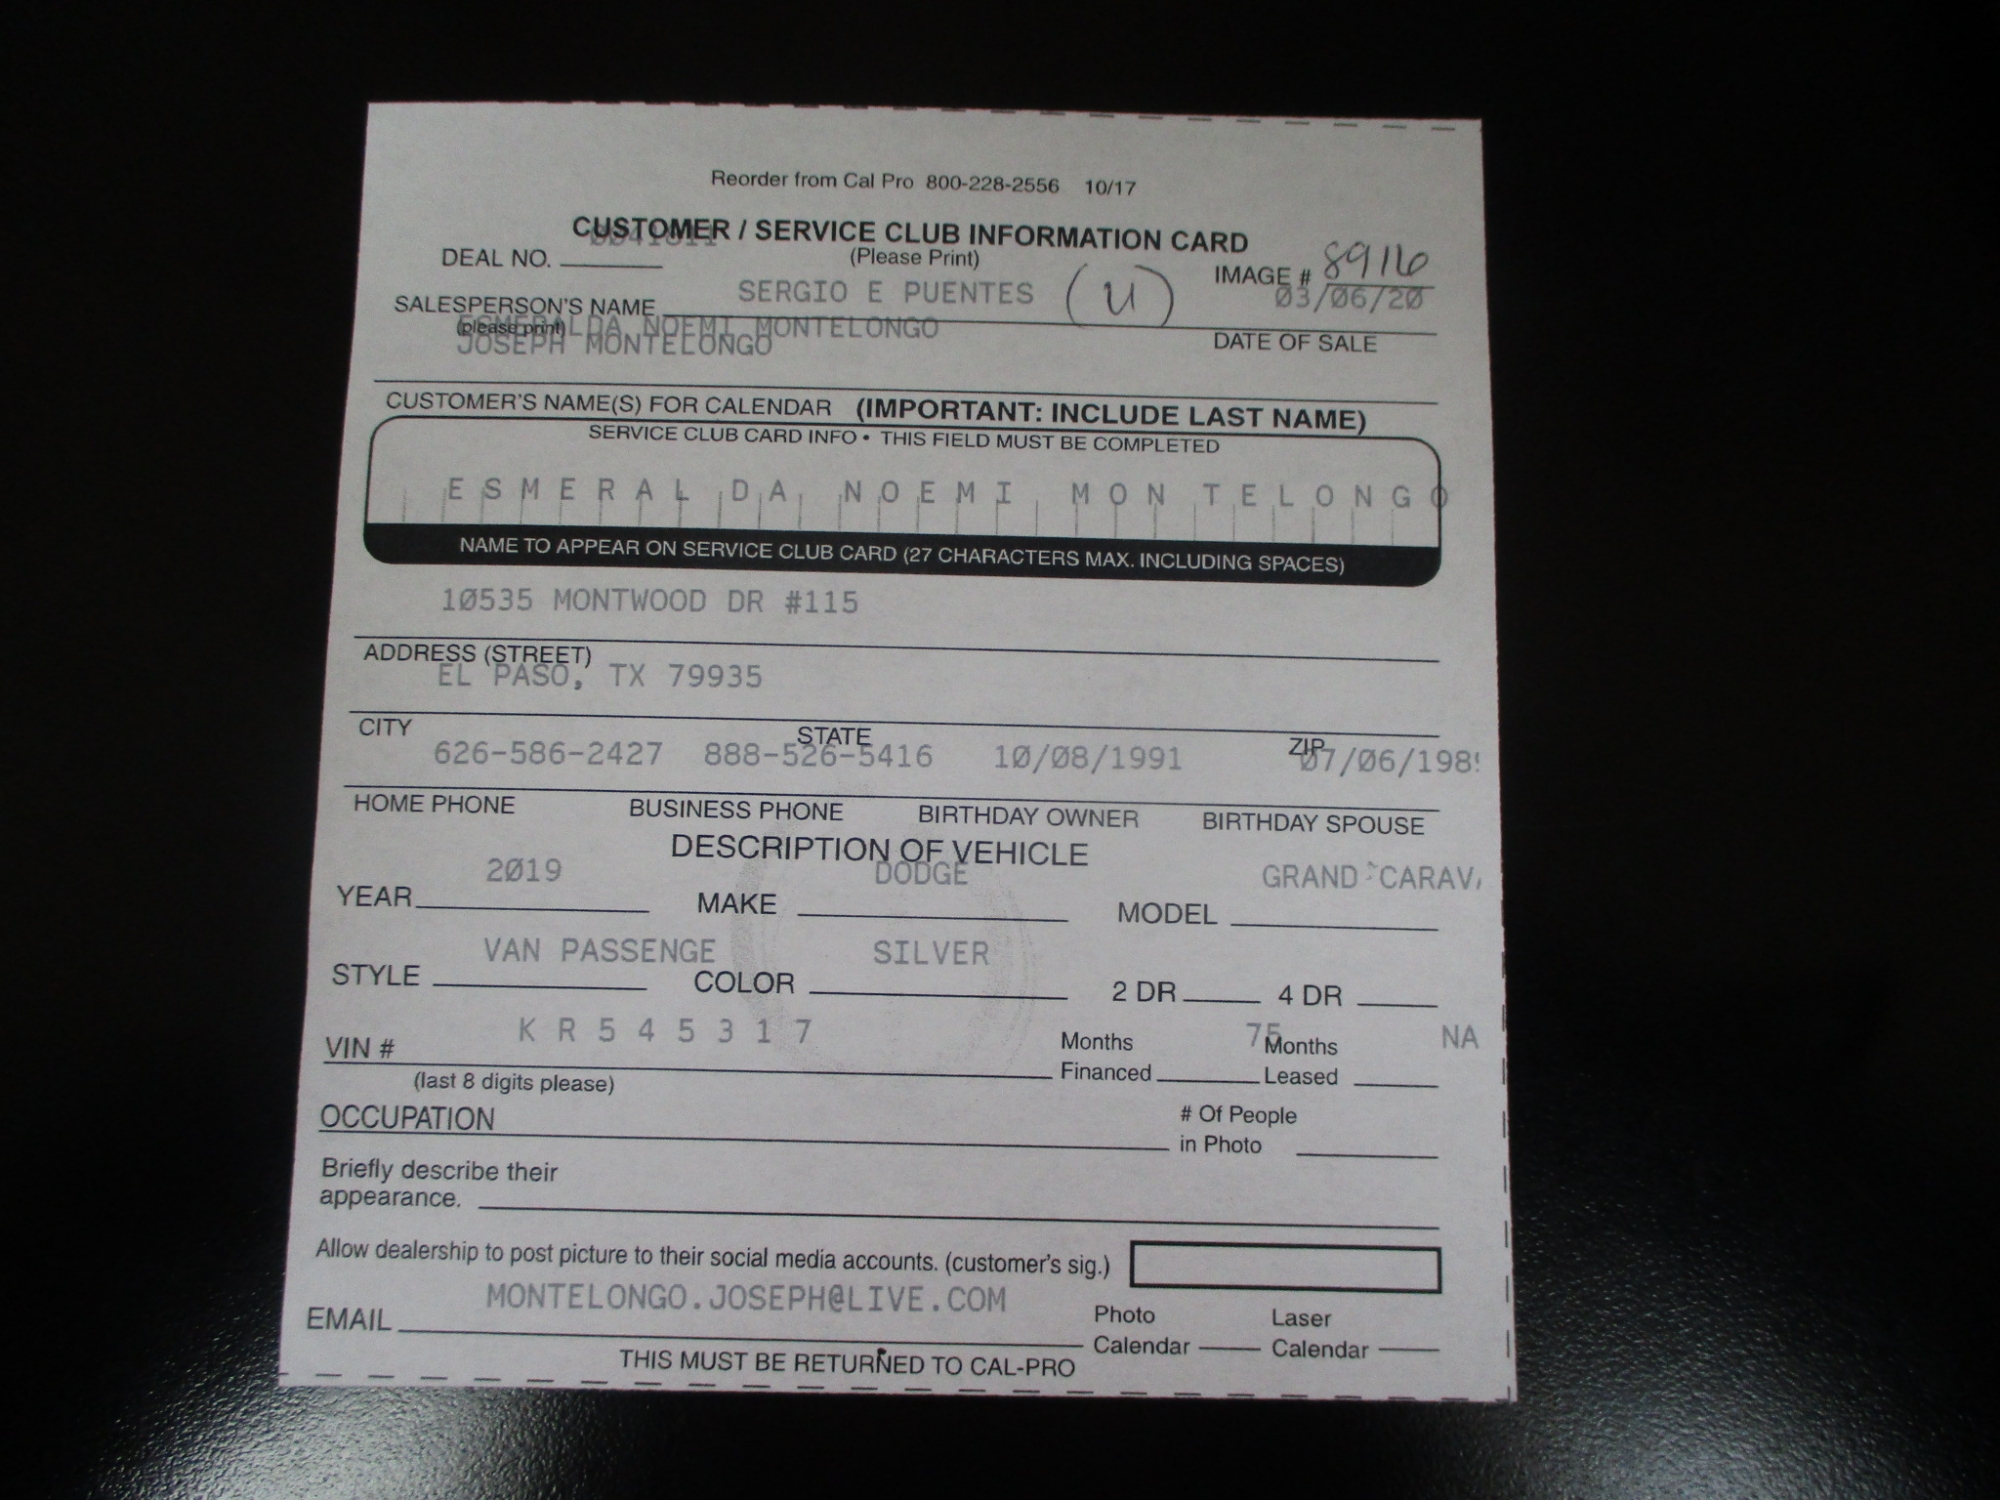 Reorder from Cal Pro 800-228-2556 10/17
CUSTOMER / SERVICE CLUB INFORMATION CARD
(Please Print)
DEAL NO.
IMAGE # 8916
SALESPERSON'S NAME SERGIO E PUENTES (U) 03/06/20
(please print)
ESMERALDA NOEMI MONTELONGO
JOSEPH MONTELONGO
DATE OF SALE
CUSTOMER'S NAME(S) FOR CALENDAR (IMPORTANT: INCLUDE LAST NAME)
SERVICE CLUB CARD INFO • THIS FIELD MUST BE COMPLETED
ESMERALDA NOEMI MONTELONGO
NAME TO APPEAR ON SERVICE CLUB CARD (27 CHARACTERS MAX. INCLUDING SPACES)
10535 MONTWOOD DR #115
ADDRESS (STREET)
EL PASO, TX 79935
CITY STATE ZIP
626-586-2427 888-526-5416 10/08/1991 07/06/198
HOME PHONE BUSINESS PHONE BIRTHDAY OWNER BIRTHDAY SPOUSE
DESCRIPTION OF VEHICLE
YEAR 2019 MAKE DODGE MODEL GRAND CARAV
STYLE VAN PASSENGE COLOR SILVER 2 DR 4 DR
VIN # KR545317 Months Financed 75 Months Leased NA
(last 8 digits please)
OCCUPATION # Of People in Photo
Briefly describe their
appearance.
Allow dealership to post picture to their social media accounts. (customer's sig.)
EMAIL MONTELONGO.JOSEPH@LIVE.COM Photo Calendar Laser Calendar
THIS MUST BE RETURNED TO CAL-PRO